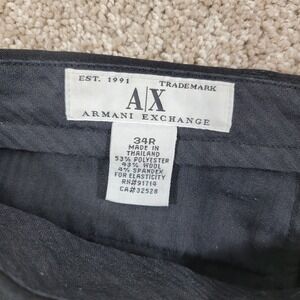 EST. 1991 TRADEMARK
A|X
ARMANI EXCHANGE
34R
MADE IN
THAILAND
53% POLYESTER
43% WOOL
4% SPANDEX
FOR ELASTICITY
RN#91714
CA#32528